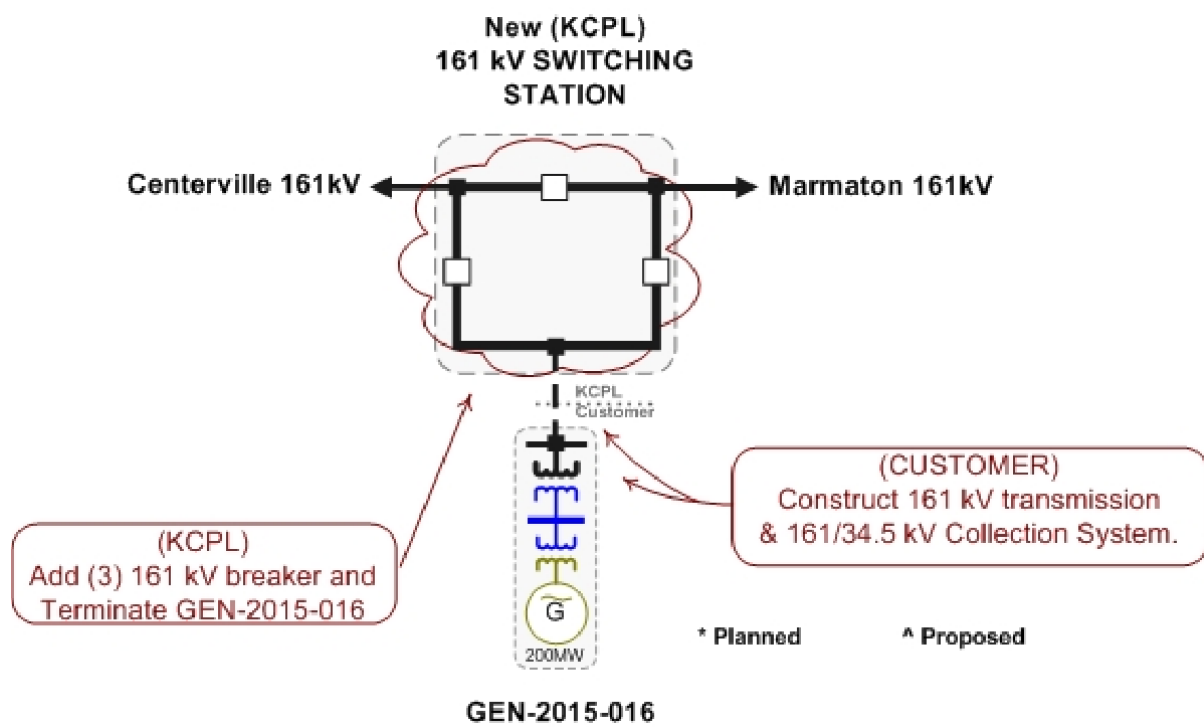 New (KCPL)
161 kV SWITCHING
STATION
Centerville 161kV
Marmaton 161kV
KCPL
Customer
(CUSTOMER)
Construct 161 kV transmission
& 161/34.5 kV Collection System.
(KCPL)
Add (3) 161 kV breaker and
Terminate GEN-2015-016
G
200MW
* Planned
^ Proposed
GEN-2015-016